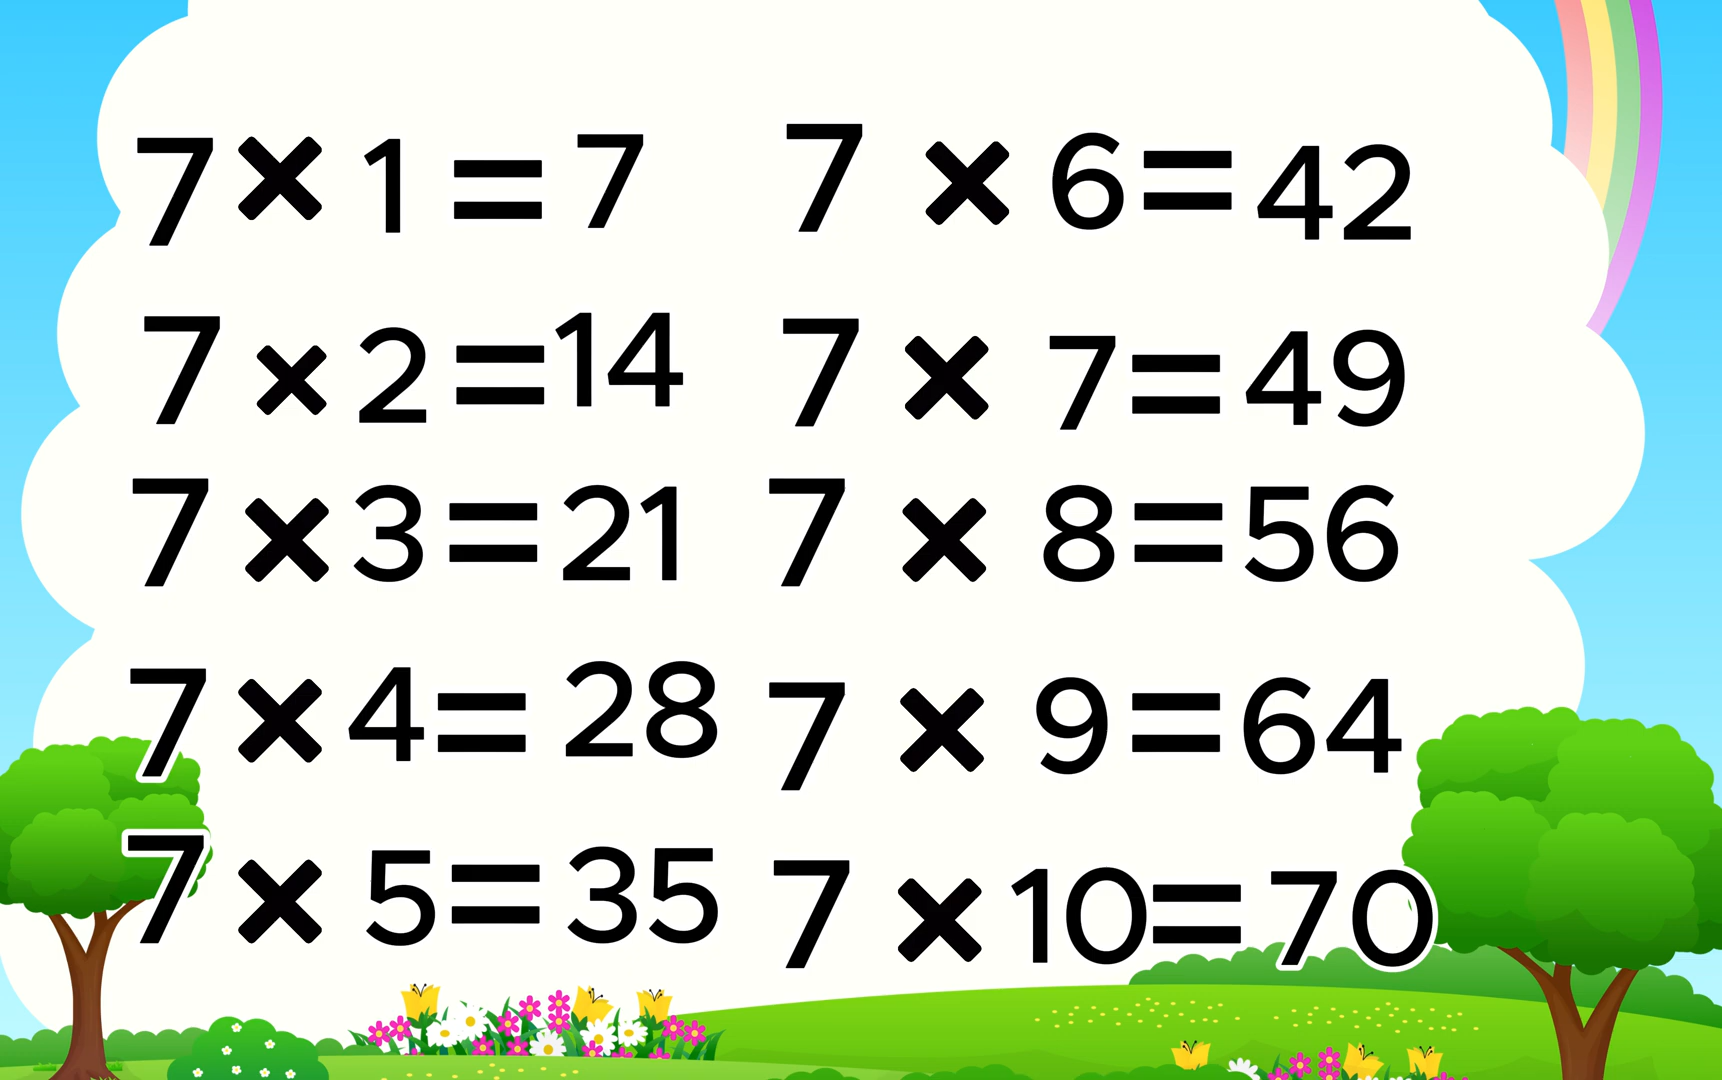 7 × 1 = 7
7 × 2 = 14
7 × 3 = 21
7 × 4 = 28
7 × 5 = 35
7 × 6 = 42
7 × 7 = 49
7 × 8 = 56
7 × 9 = 64
7 × 10 = 70